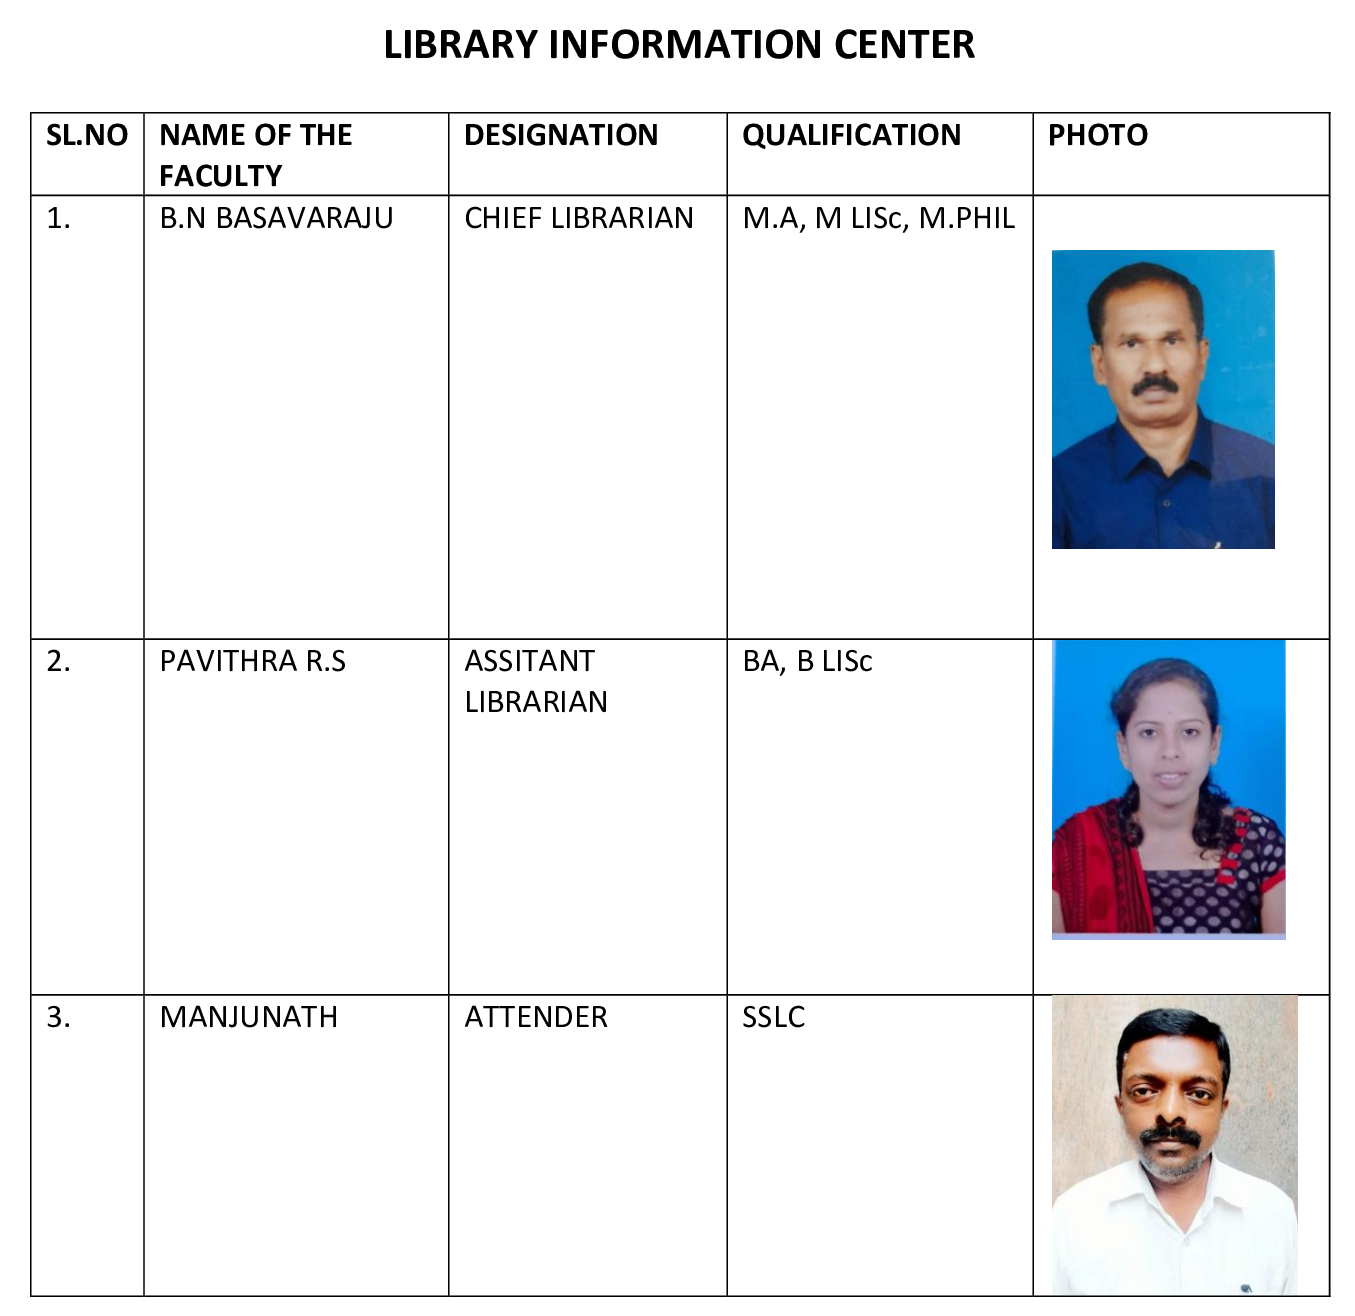 LIBRARY INFORMATION CENTER
SL.NO NAME OF THE FACULTY DESIGNATION QUALIFICATION PHOTO
1. B.N BASAVARAJU CHIEF LIBRARIAN M.A, M LISc, M.PHIL
2. PAVITHRA R.S ASSITANT LIBRARIAN BA, B LISc
3. MANJUNATH ATTENDER SSLC